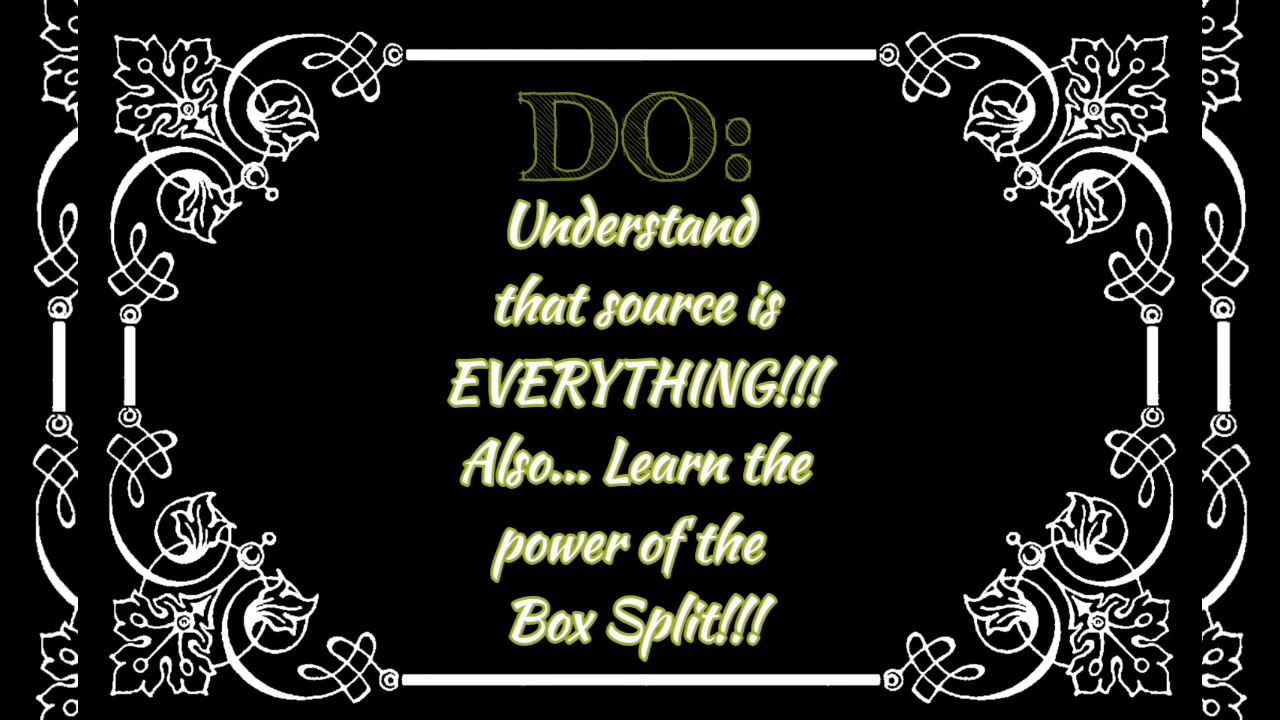 DO:
Understand
that source is
EVERYTHING!!!
Also... Learn the
power of the
Box Split!!!